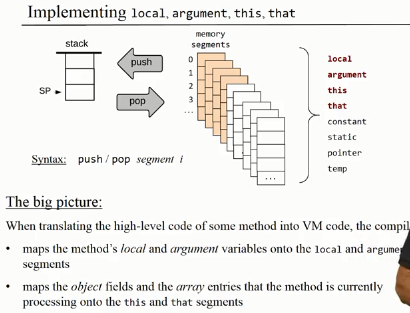 Implementing local, argument, this, that
stack
memory
segments
push
pop
SP
0
1
2
3
...
...
local
argument
this
that
constant
static
pointer
temp
Syntax: push / pop segment i
The big picture:
When translating the high-level code of some method into VM code, the compil
• maps the method's local and argument variables onto the local and argume
segments
• maps the object fields and the array entries that the method is currently
processing onto the this and that segments